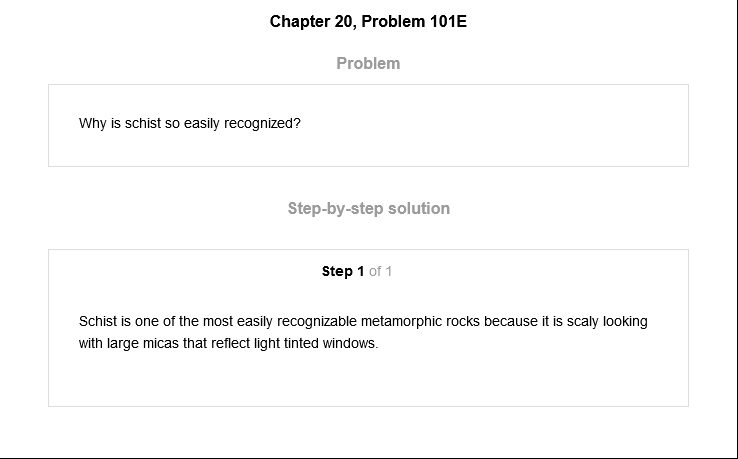 Chapter 20, Problem 101E
Problem
Why is schist so easily recognized?
Step-by-step solution
Step 1 of 1
Schist is one of the most easily recognizable metamorphic rocks because it is scaly looking
with large micas that reflect light tinted windows.